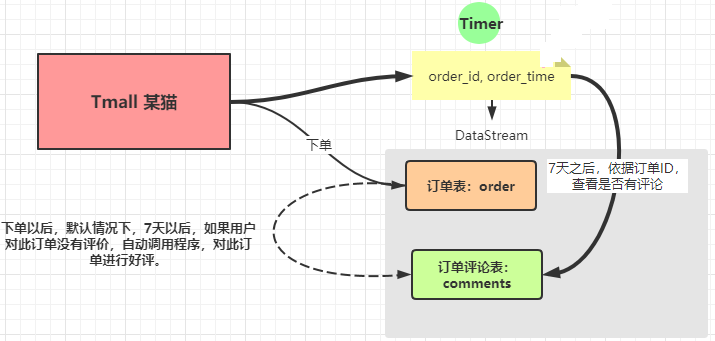 Timer
Tmall 某猫
order_id, order_time
DataStream
下单
订单表：order
7天之后，依据订单ID，
查看是否有评论
下单以后，默认情况下，7天以后，如果用户
对此订单没有评价，自动调用程序，对此订
单进行好评。
订单评论表：
comments